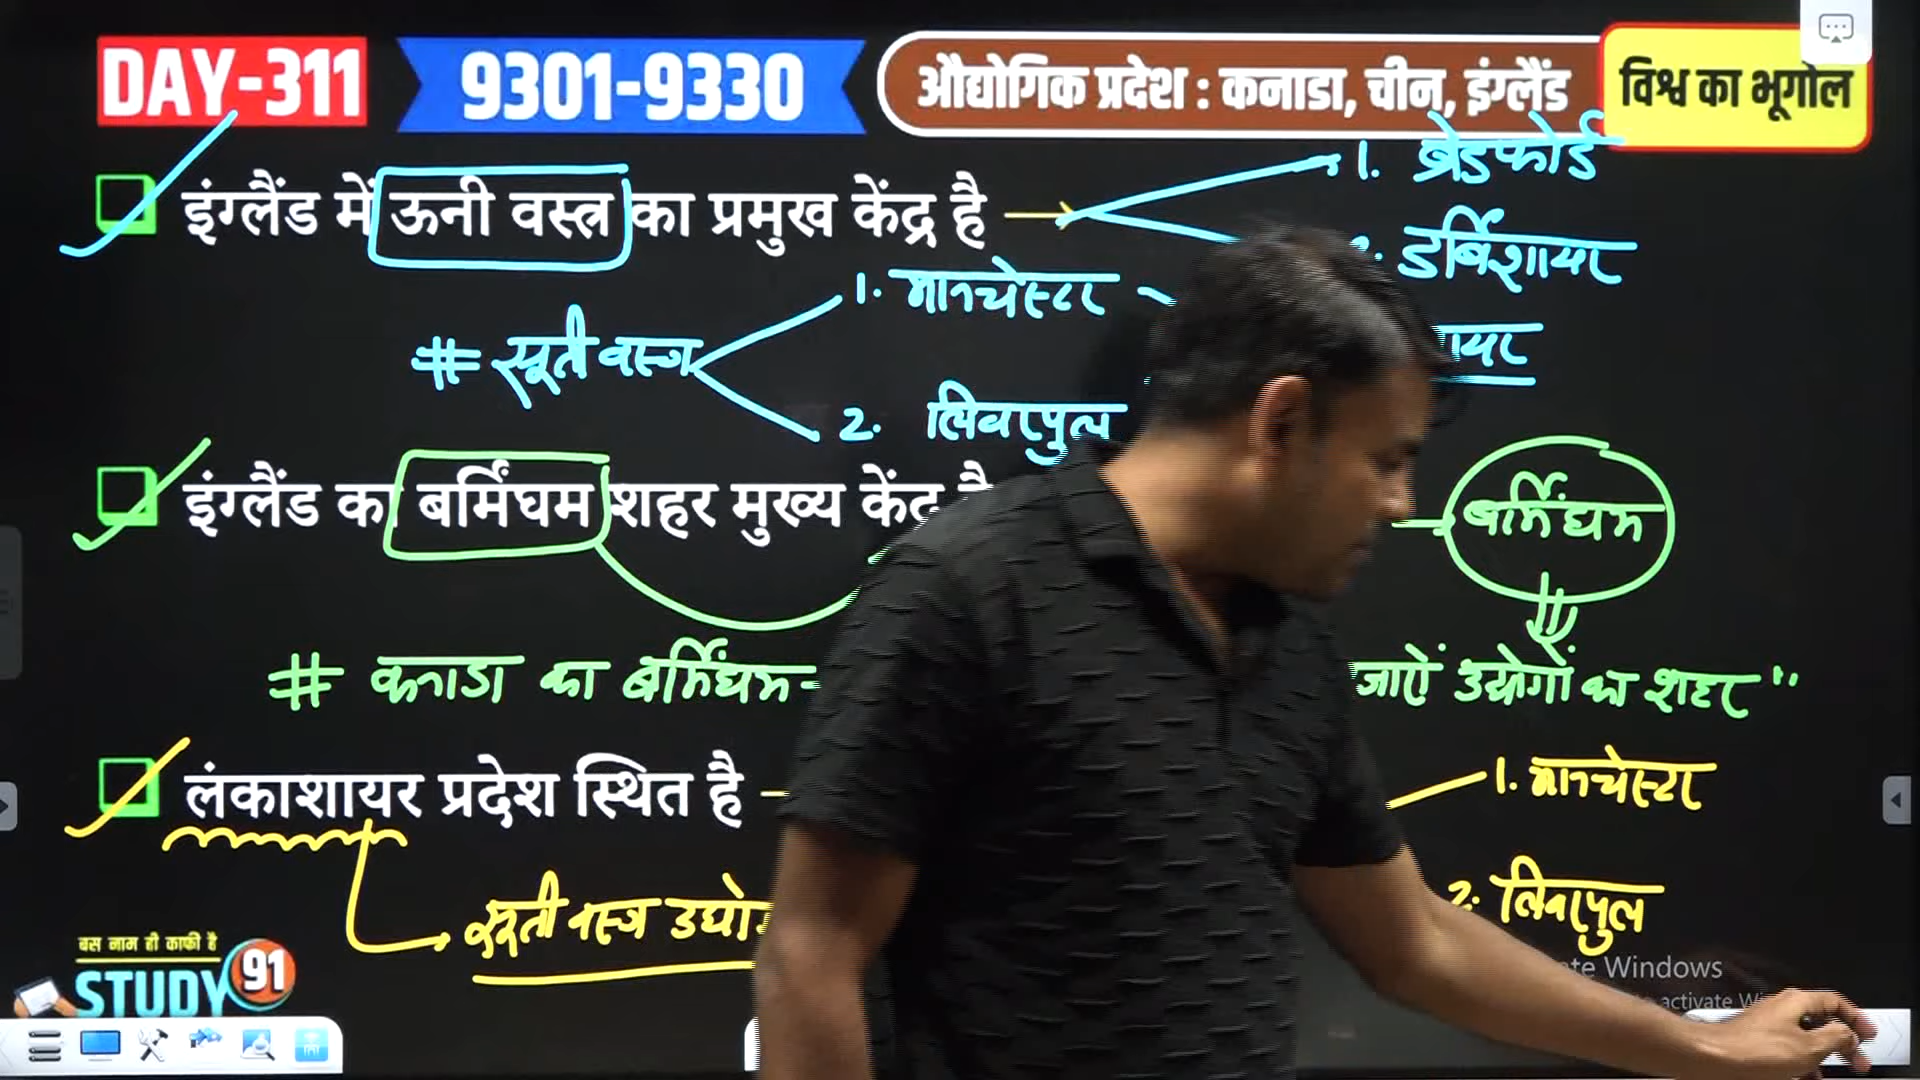 DAY-311
9301-9330
औद्योगिक प्रदेश : कनाडा, चीन, इंग्लैंड
विश्व का भूगोल
1. ब्रेडफोर्ड
इंग्लैंड में ऊनी वस्त्र का प्रमुख केंद्र है
डर्बिशायर
1. मानचेस्टर
# सूती वस्त्र
2. लिवरपुल
इंग्लैंड का बर्मिंघम शहर मुख्य केंद्र
बर्मिंघम
# कनाडा का बर्मिंघम-
जाऐं उद्योगों का शहर"
1. मानचेस्टर
लंकाशायर प्रदेश स्थित है
2. लिवरपुल
सूती वस्त्र
बस नाम ही काफी है
STUDY 91
Windows
activate